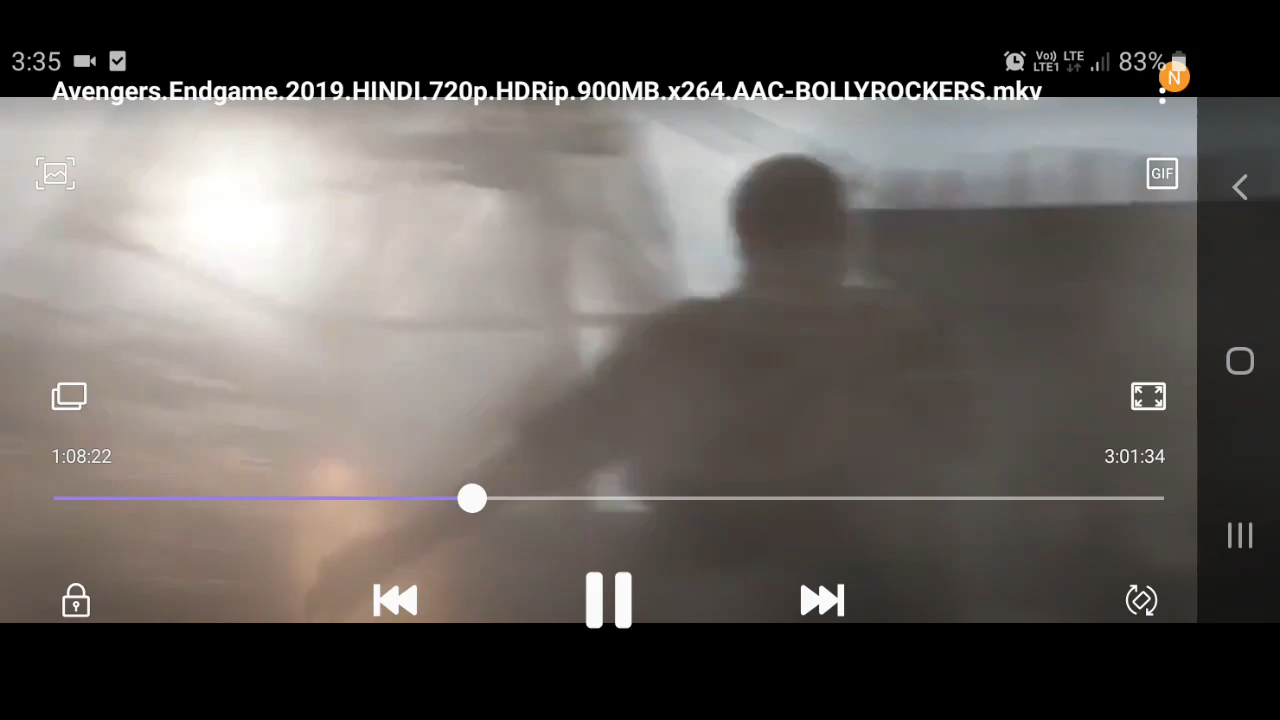 3:35
Vo)) LTE
LTE1
83%
Avengers.Endgame.2019.HINDI.720p.HDRip.900MB.x264.AAC-BOLLYROCKERS.mkv
N
GIF
1:08:22
3:01:34